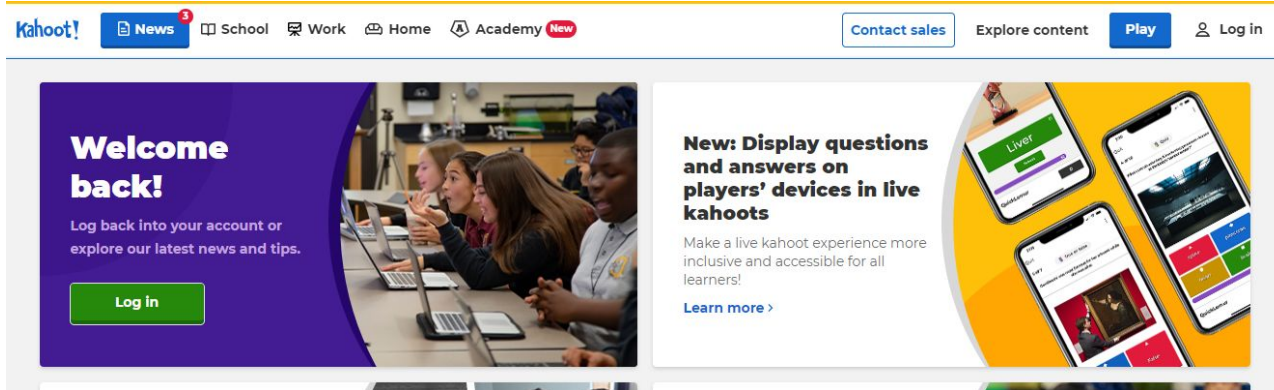 Kahoot!
News
3
School
Work
Home
Academy New
Contact sales
Explore content
Play
Log in
Welcome
back!
Log back into your account or
explore our latest news and tips.
Log in
New: Display questions
and answers on
players’ devices in live
kahoots
Make a live kahoot experience more
inclusive and accessible for all
learners!
Learn more ›
Liver